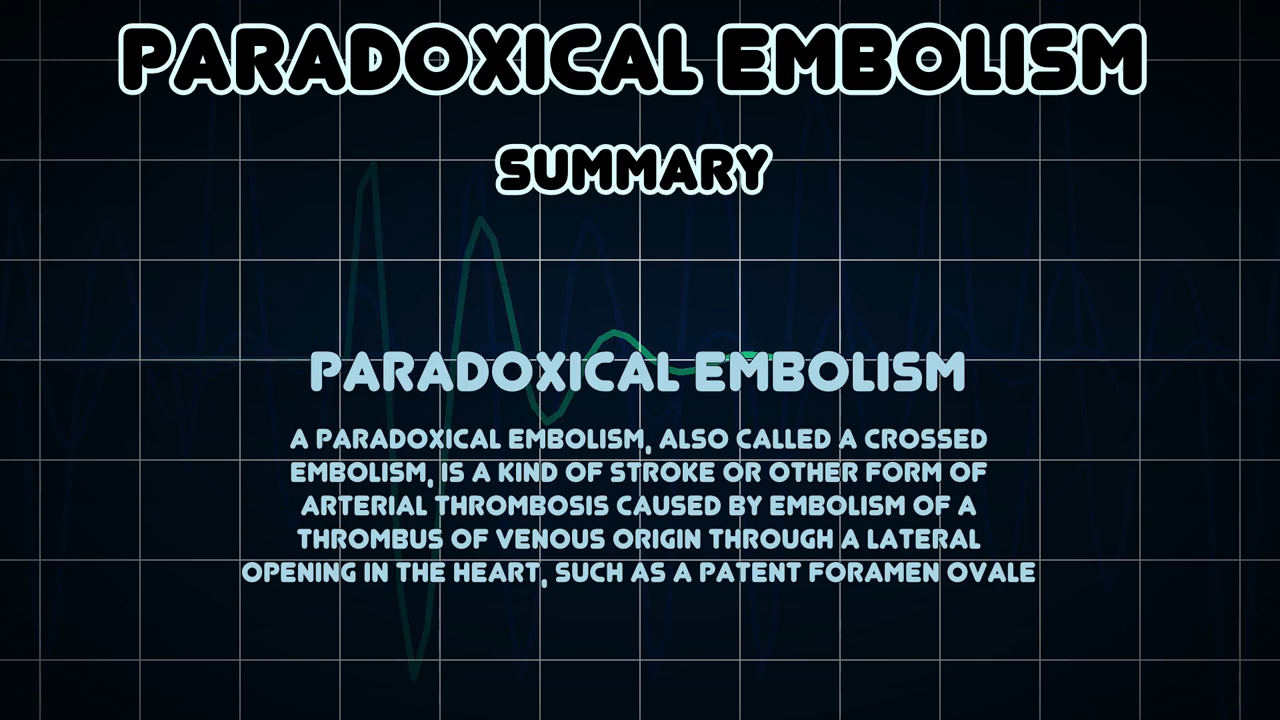 PARADOXICAL EMBOLISM
SUMMARY
PARADOXICAL EMBOLISM
A PARADOXICAL EMBOLISM, ALSO CALLED A CROSSED
EMBOLISM, IS A KIND OF STROKE OR OTHER FORM OF
ARTERIAL THROMBOSIS CAUSED BY EMBOLISM OF A
THROMBUS OF VENOUS ORIGIN THROUGH A LATERAL
OPENING IN THE HEART, SUCH AS A PATENT FORAMEN OVALE